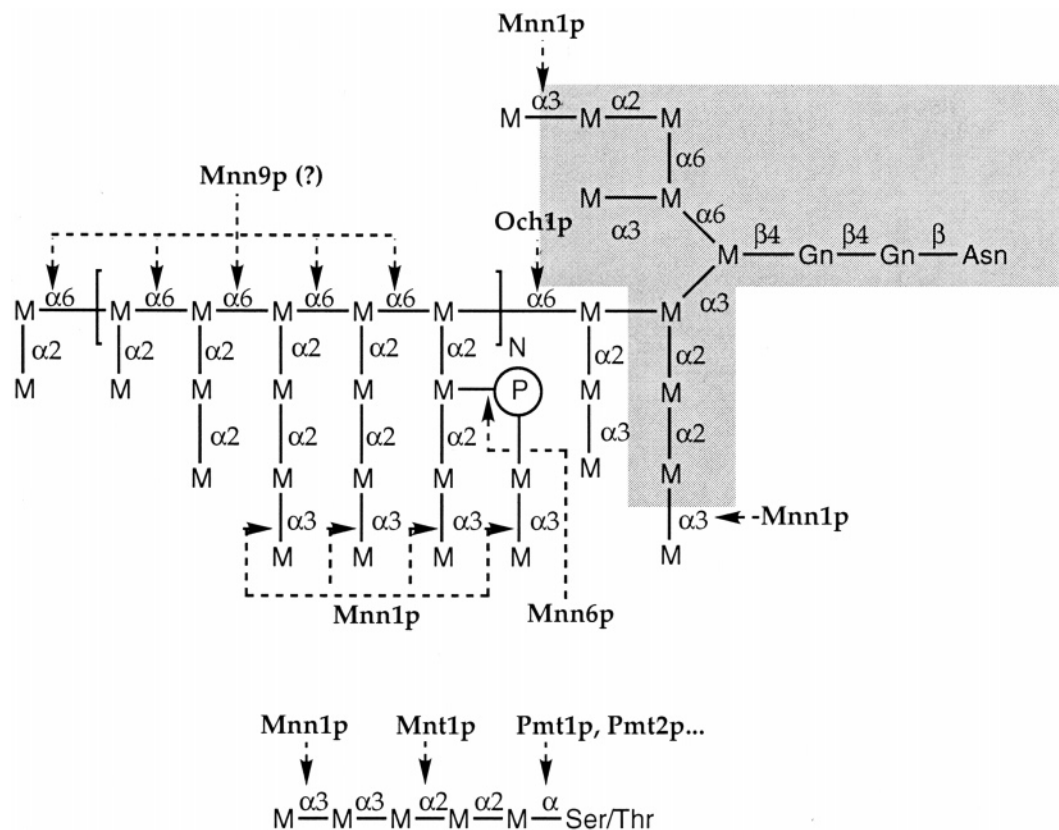 Mnn1p
M α3 M α2 M
α6
Mnn9p (?)
M M
Och1p
α3 α6
M β4 Gn β4 Gn β Asn
α3
M α6 [ M α6 M α6 M α6 M α6 M ] α6 M M
N
α2 α2 α2 α2 α2 α2 α2 α2
M M M M M M P M M
α2 α2 α2 α2 α3 α2
M M M M M M M
α3 α3 α3 α3 α3 -Mnn1p
M M M M M
Mnn1p Mnn6p
Mnn1p Mnt1p Pmt1p, Pmt2p...
M α3 M α3 M α2 M α2 M α Ser/Thr